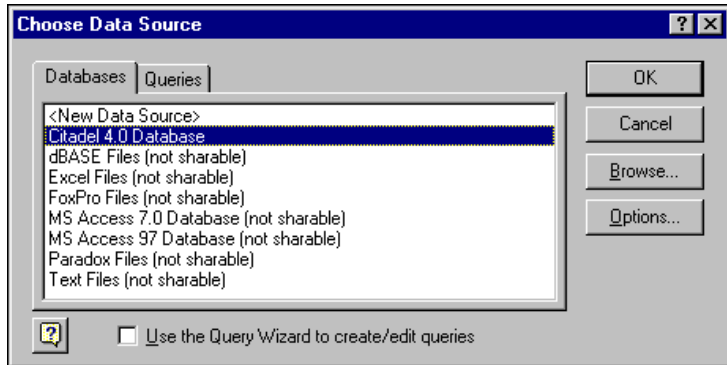 Choose Data Source
Databases Queries
<New Data Source>
Citadel 4.0 Database
dBASE Files (not sharable)
Excel Files (not sharable)
FoxPro Files (not sharable)
MS Access 7.0 Database (not sharable)
MS Access 97 Database (not sharable)
Paradox Files (not sharable)
Text Files (not sharable)
OK
Cancel
Browse...
Options...
Use the Query Wizard to create/edit queries